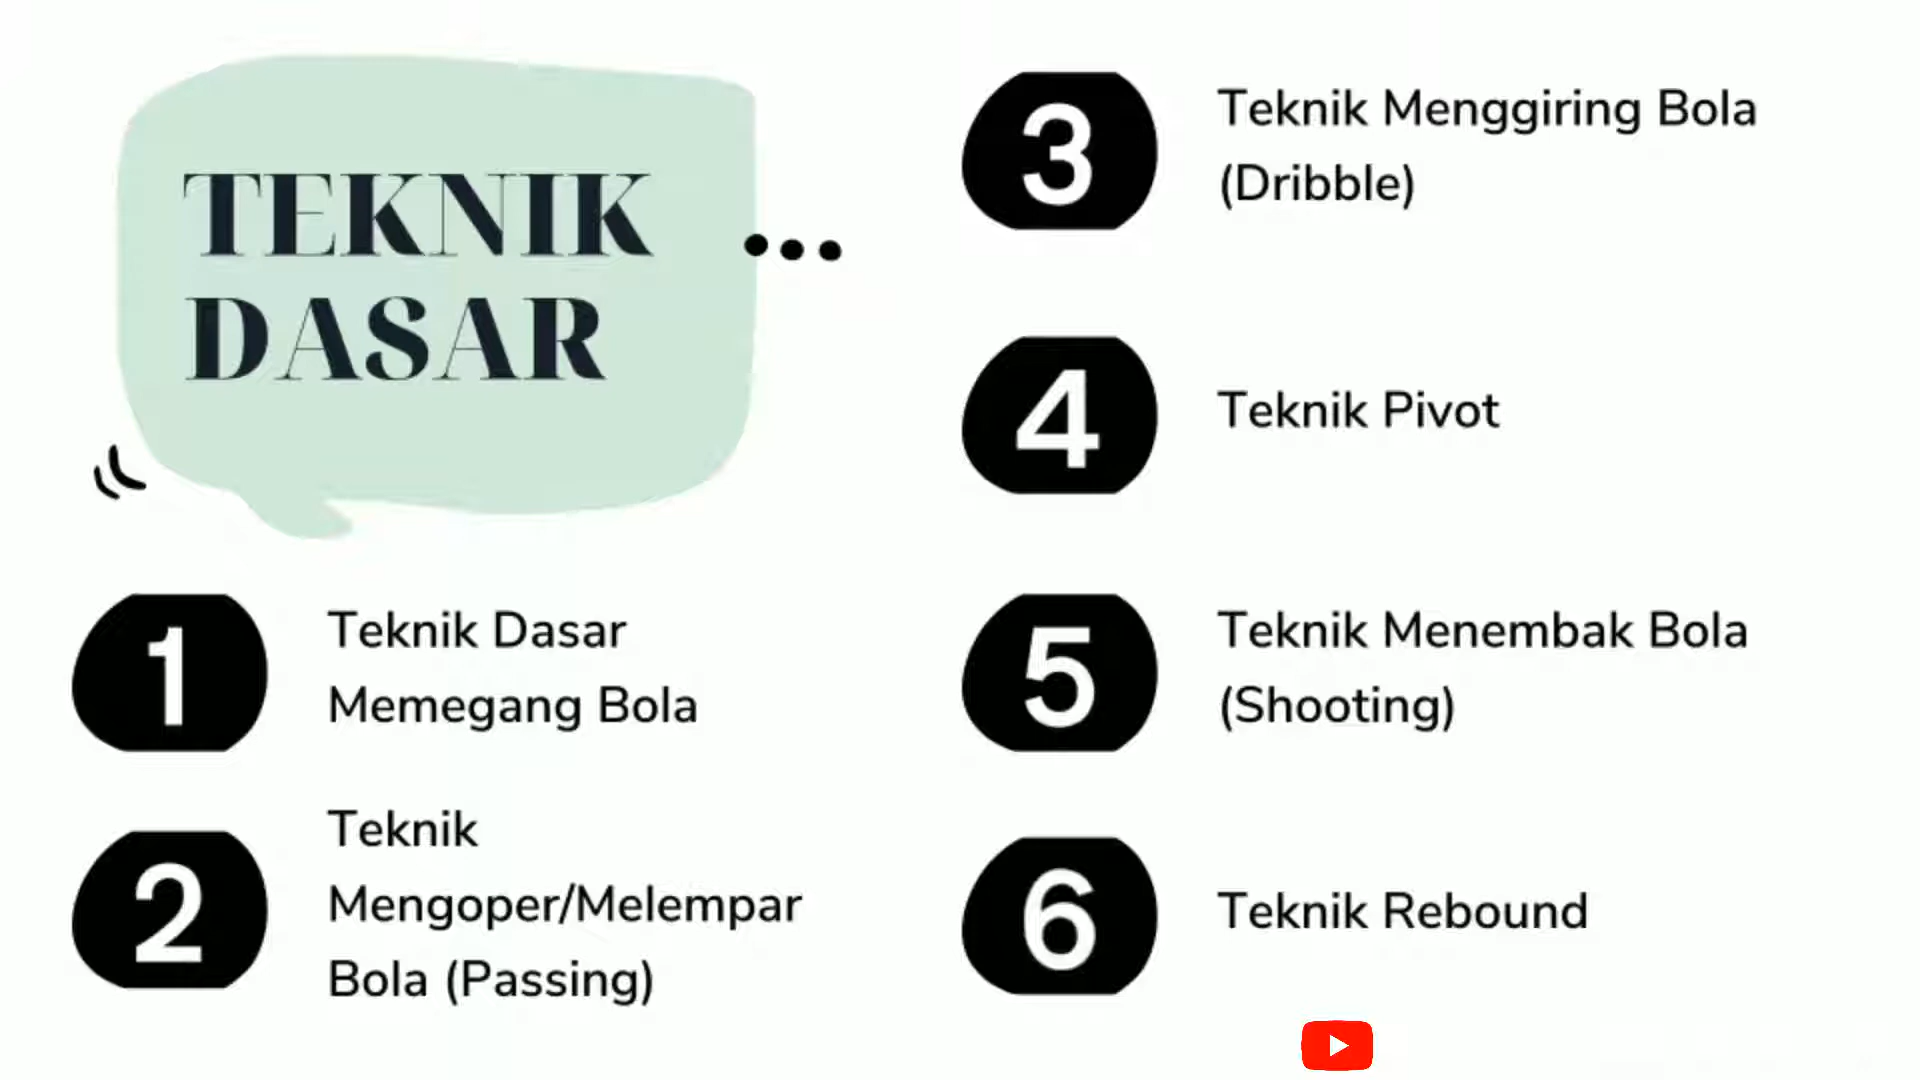 TEKNIK
DASAR
1
Teknik Dasar
Memegang Bola
2
Teknik
Mengoper/Melempar
Bola (Passing)
3
Teknik Menggiring Bola
(Dribble)
4
Teknik Pivot
5
Teknik Menembak Bola
(Shooting)
6
Teknik Rebound